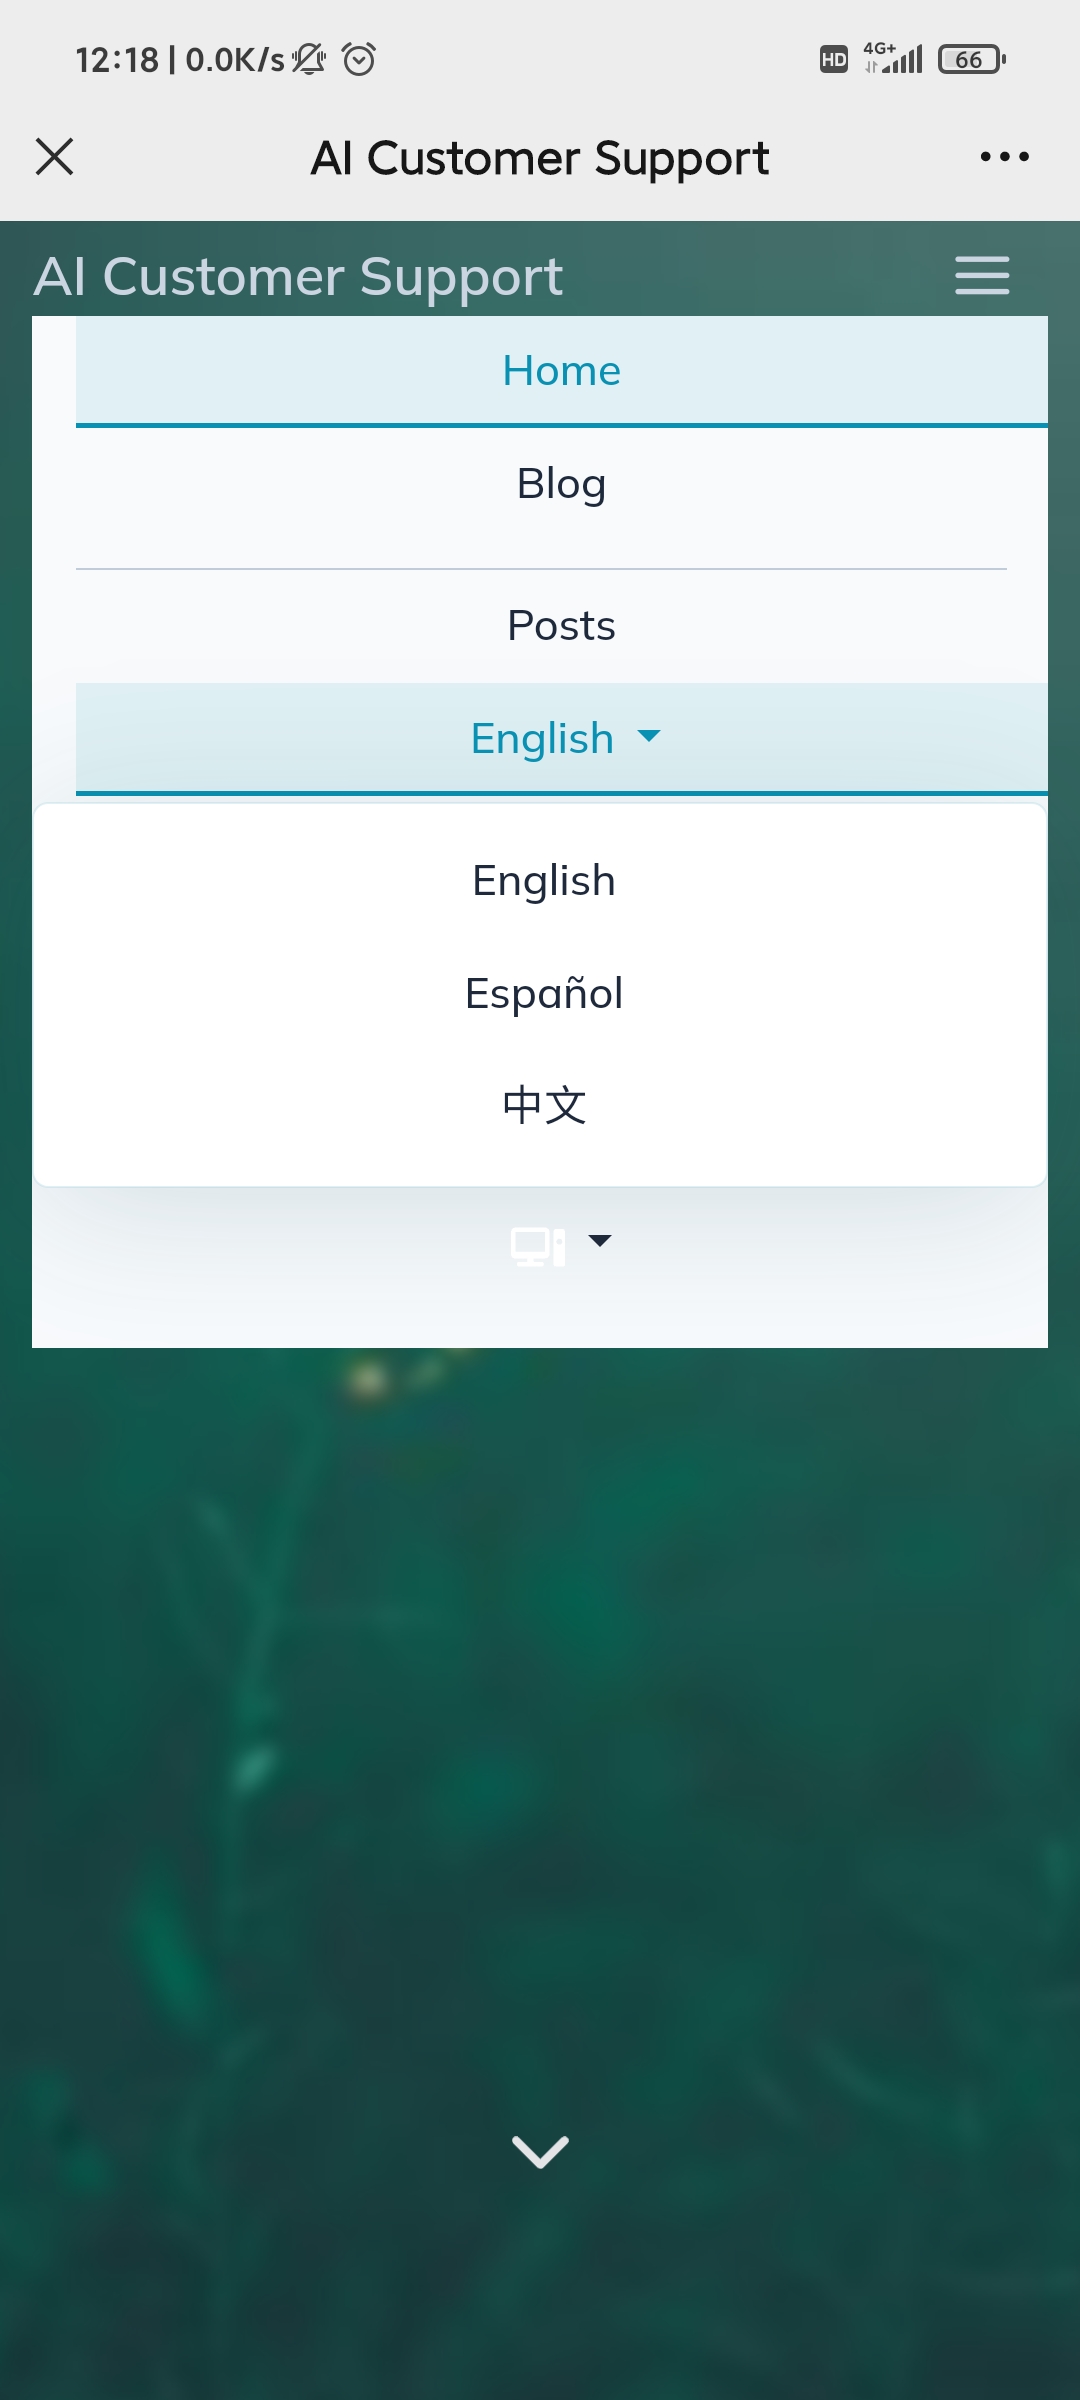 12:18 | 0.0K/s HD 4G+ 66
AI Customer Support
AI Customer Support
Home
Blog
Posts
English
English
Español
中文